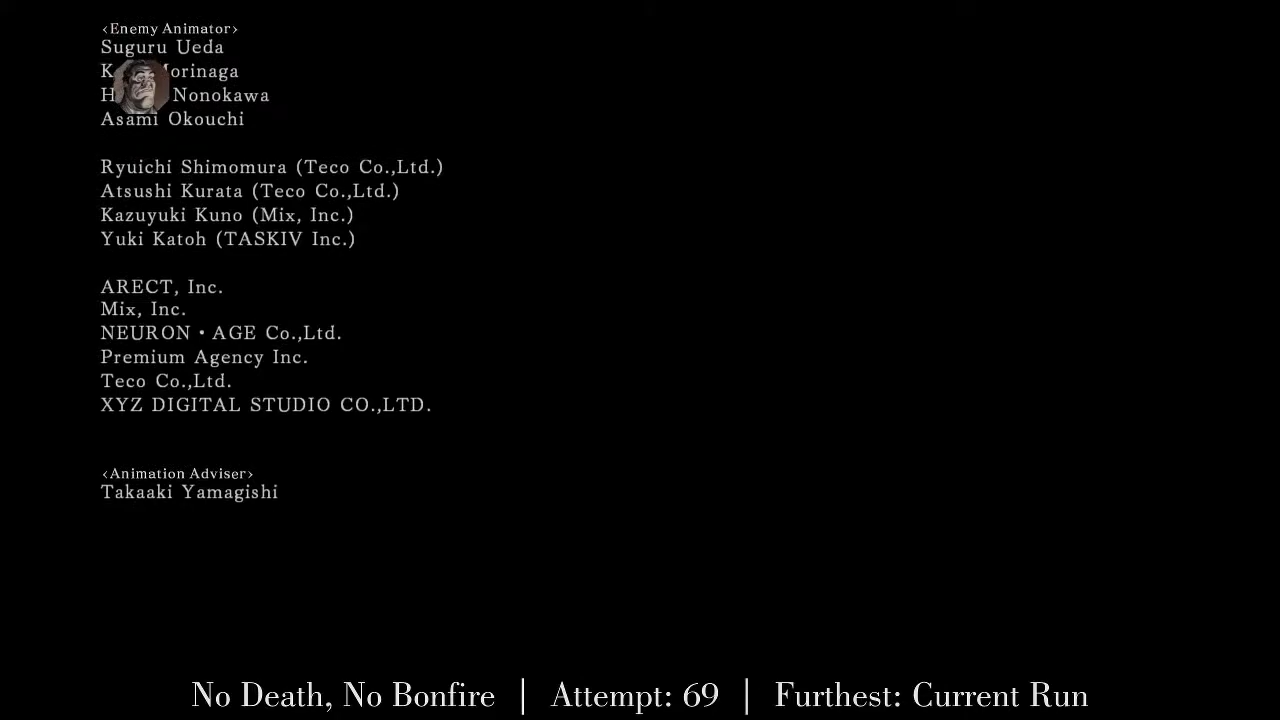 ‹Enemy Animator›
Suguru Ueda
Morinaga
Nonokawa
Asami Okouchi
Ryuichi Shimomura (Teco Co.,Ltd.)
Atsushi Kurata (Teco Co.,Ltd.)
Kazuyuki Kuno (Mix, Inc.)
Yuki Katoh (TASKIV Inc.)
ARECT, Inc.
Mix, Inc.
NEURON・AGE Co.,Ltd.
Premium Agency Inc.
Teco Co.,Ltd.
XYZ DIGITAL STUDIO CO.,LTD.
‹Animation Adviser›
Takaaki Yamagishi
No Death, No Bonfire | Attempt: 69 | Furthest: Current Run